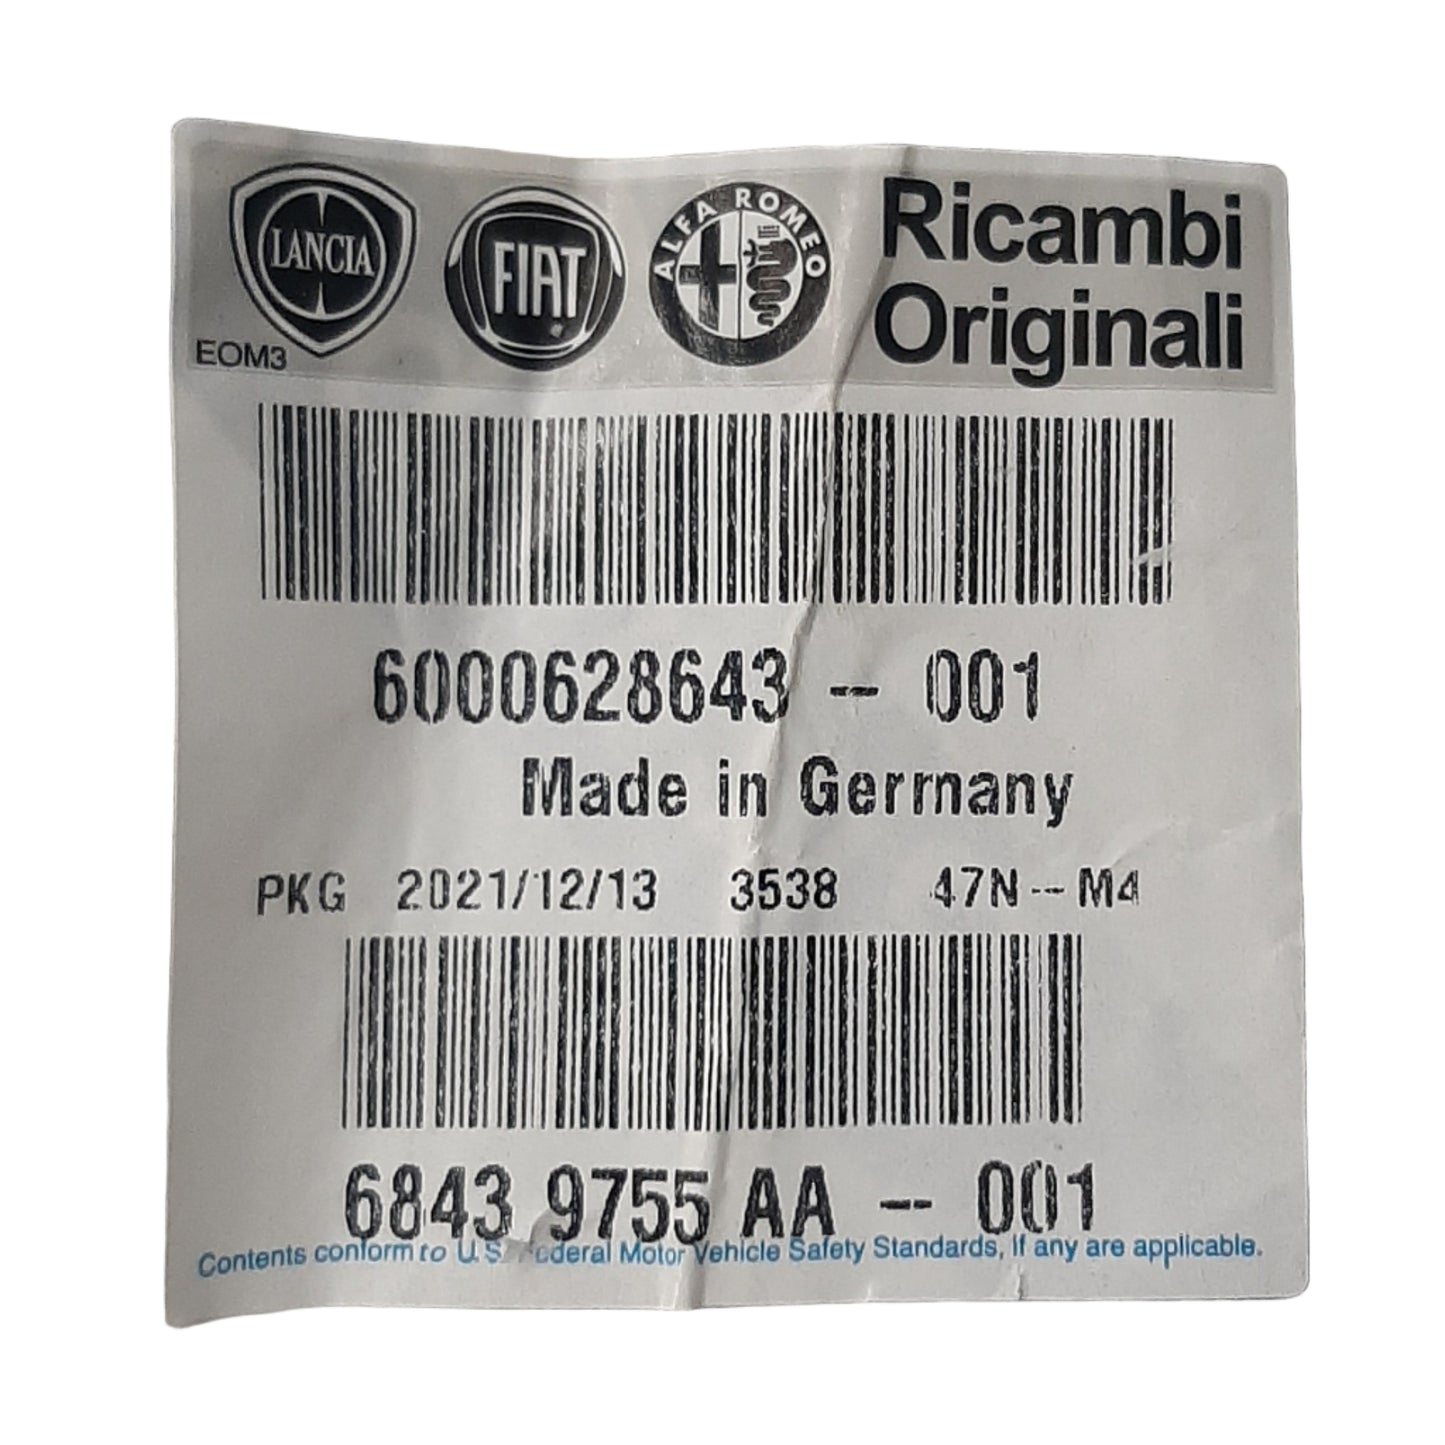 LANCIA
FIAT
ALFA ROMEO
Ricambi
Originali
EOM3
6000628643 - 001
Made in Germany
PKG 2021/12/13 3538 47N - M4
6843 9755 AA - 001
Contents conform to U.S. Federal Motor Vehicle Safety Standards, If any are applicable.